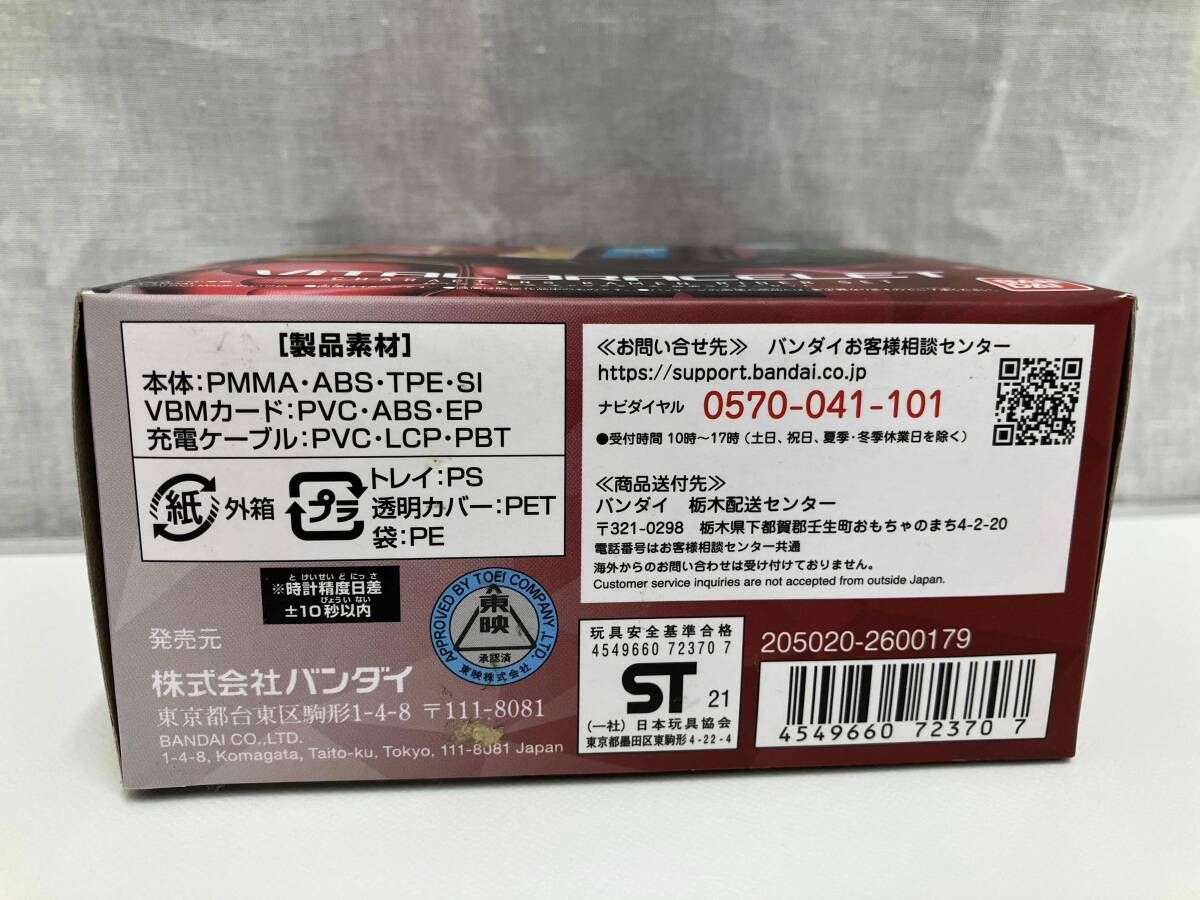 VITAL BRACELET
CHARACTERS KAMEN RIDER SET
BANDAI
[製品素材]
本体:PMMA・ABS・TPE・SI
VBMカード:PVC・ABS・EP
充電ケーブル:PVC・LCP・PBT
紙 外箱
プラ
トレイ:PS
透明カバー:PET
袋:PE
≪お問い合せ先≫ バンダイお客様相談センター
https://support.bandai.co.jp
ナビダイヤル 0570-041-101
●受付時間 10時~17時(土日、祝日、夏季・冬季休業日を除く)
≪商品送付先≫
バンダイ 栃木配送センター
〒321-0298 栃木県下都賀郡壬生町おもちゃのまち4-2-20
電話番号はお客様相談センター共通
海外からのお問い合わせは受け付けておりません。
Customer service inquiries are not accepted from outside Japan.
とけいせいどにっさ
※時計精度日差
びょういない
±10秒以内
APPROVED BY TOEI COMPANY, LTD.
東映
承認済
東映株式会社
発売元
株式会社バンダイ
東京都台東区駒形1-4-8 〒111-8081
BANDAI CO.,LTD.
1-4-8, Komagata, Taito-ku, Tokyo, 111-8081 Japan
玩具安全基準合格
4549660 72370 7
ST 21
(一社)日本玩具協会
東京都墨田区東駒形4-22-4
205020-2600179
4549660 72370 7